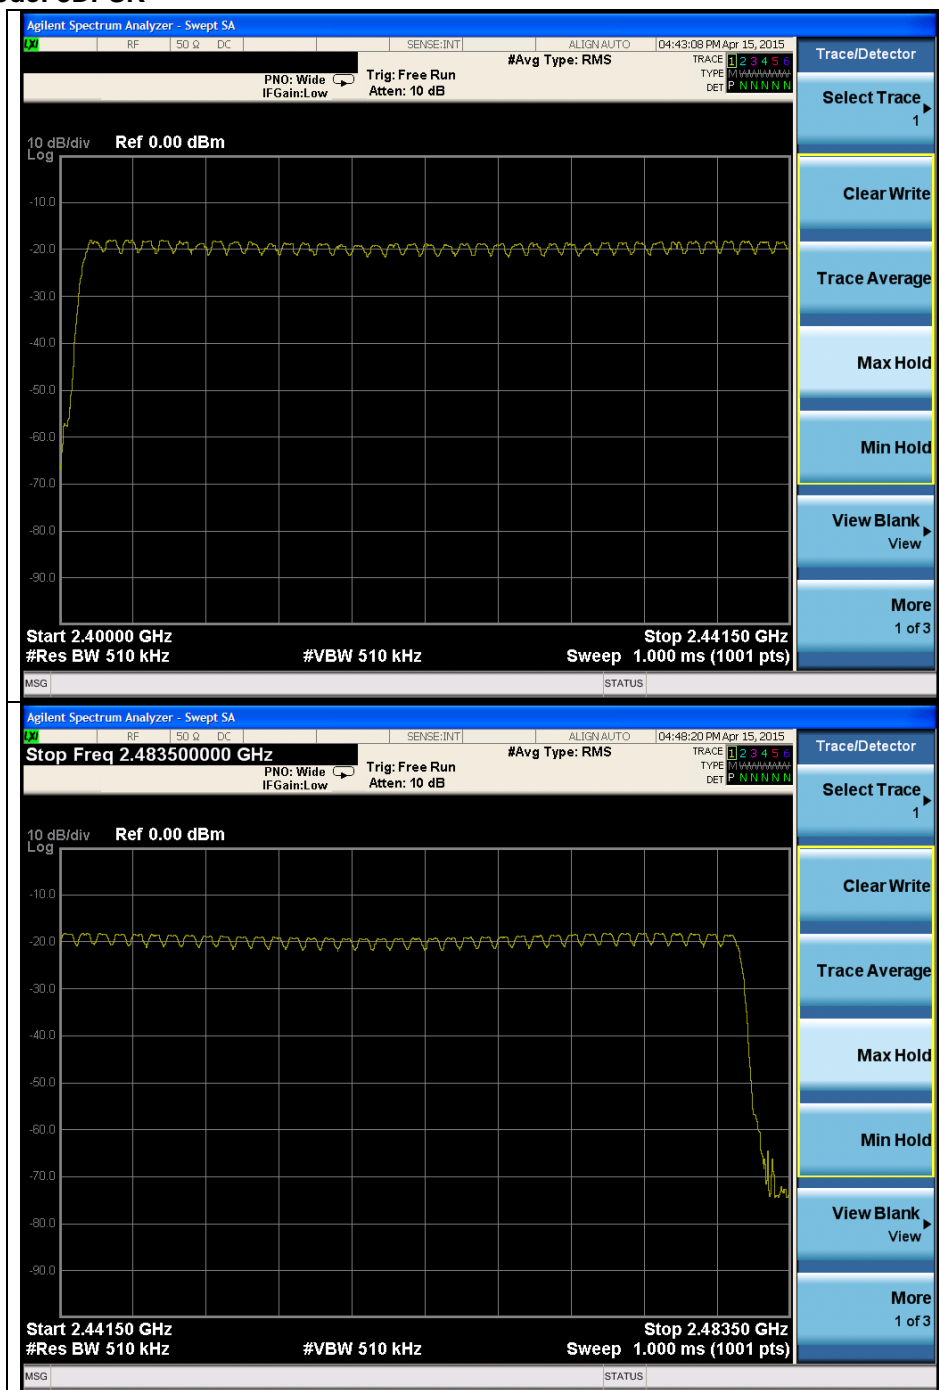 Agilent Spectrum Analyzer - Swept SA
LXI RF 50 Ω DC SENSE:INT ALIGN AUTO 04:43:08 PM Apr 15, 2015
#Avg Type: RMS TRACE 1 2 3 4 5 6
PNO: Wide Trig: Free Run TYPE M WWWWW
IFGain:Low Atten: 10 dB DET P N N N N N
Trace/Detector
Select Trace
1
Clear Write
Trace Average
Max Hold
Min Hold
View Blank
View
More
1 of 3
10 dB/div Ref 0.00 dBm
Log
-10.0
-20.0
-30.0
-40.0
-50.0
-60.0
-70.0
-80.0
-90.0
Start 2.40000 GHz Stop 2.44150 GHz
#Res BW 510 kHz #VBW 510 kHz Sweep 1.000 ms (1001 pts)
MSG STATUS
Agilent Spectrum Analyzer - Swept SA
LXI RF 50 Ω DC SENSE:INT ALIGN AUTO 04:48:20 PM Apr 15, 2015
Stop Freq 2.483500000 GHz #Avg Type: RMS TRACE 1 2 3 4 5 6
PNO: Wide Trig: Free Run TYPE M WWWWW
IFGain:Low Atten: 10 dB DET P N N N N N
Trace/Detector
Select Trace
1
Clear Write
Trace Average
Max Hold
Min Hold
View Blank
View
More
1 of 3
10 dB/div Ref 0.00 dBm
Log
-10.0
-20.0
-30.0
-40.0
-50.0
-60.0
-70.0
-80.0
-90.0
Start 2.44150 GHz Stop 2.48350 GHz
#Res BW 510 kHz #VBW 510 kHz Sweep 1.000 ms (1001 pts)
MSG STATUS